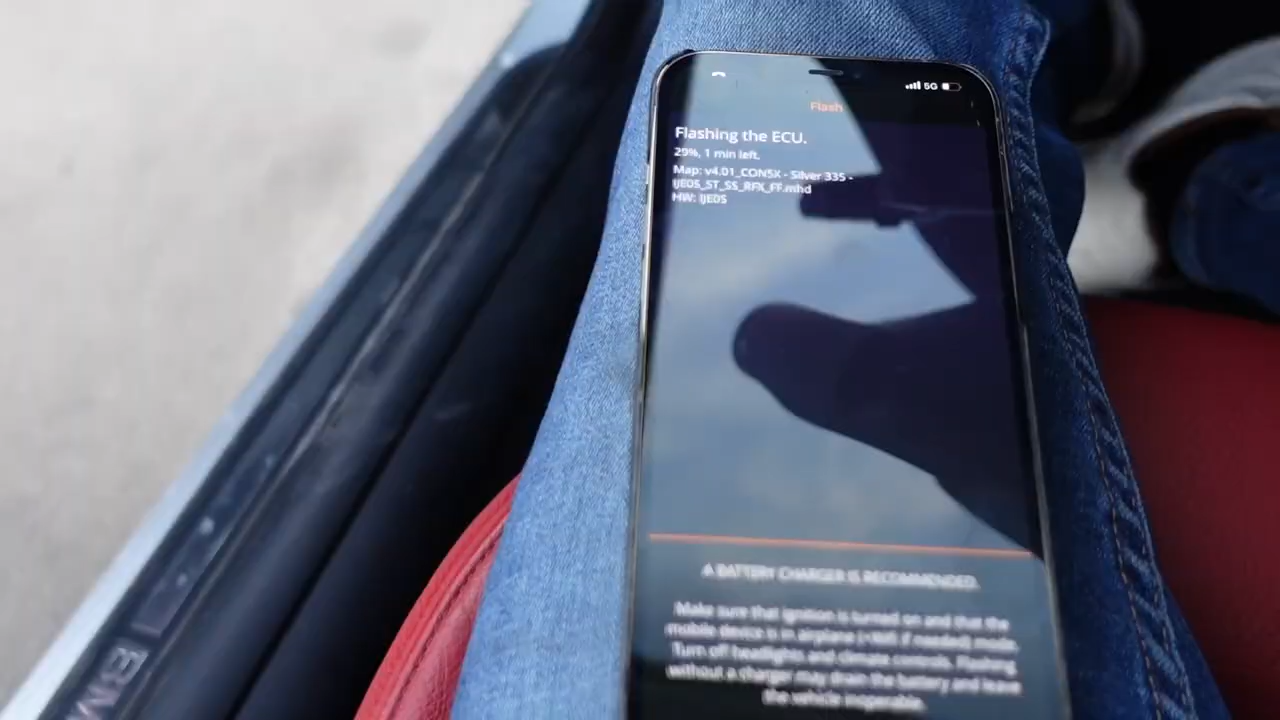 5G
Flash
Flashing the ECU.
29%, 1 min left.
Map: v4.01_CONSX - Silver 335 -
IJE0S_ST_SS_RFX_FF.mhd
HW: IJE0S
A BATTERY CHARGER IS RECOMMENDED.
Make sure that ignition is turned on and that the
mobile device is in airplane (+Wifi if needed) mode.
Turn off headlights and climate controls. Flashing
without a charger may drain the battery and leave
the vehicle inoperable.